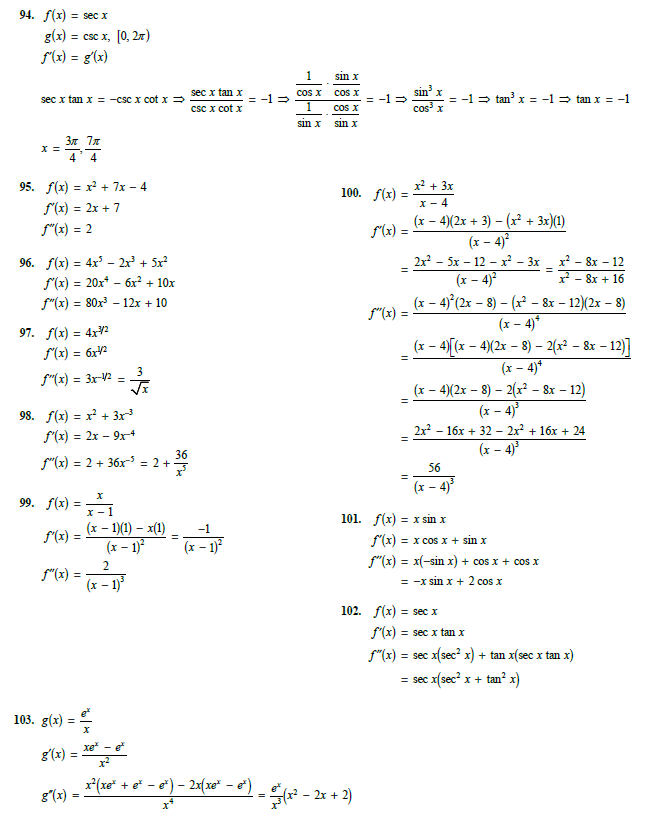 94. f(x) = sec x
g(x) = csc x, [0, 2π)
f′(x) = g′(x)
sec x tan x = −csc x cot x ⇒ (sec x tan x)/(csc x cot x) = −1 ⇒ (1/cos x · sin x/cos x)/(1/sin x · cos x/sin x) = −1 ⇒ sin³ x/cos³ x = −1 ⇒ tan³ x = −1 ⇒ tan x = −1
x = 3π/4, 7π/4
95. f(x) = x² + 7x − 4
f′(x) = 2x + 7
f″(x) = 2
96. f(x) = 4x⁵ − 2x³ + 5x²
f′(x) = 20x⁴ − 6x² + 10x
f″(x) = 80x³ − 12x + 10
97. f(x) = 4x^(3/2)
f′(x) = 6x^(1/2)
f″(x) = 3x^(−1/2) = 3/√x
98. f(x) = x² + 3x⁻³
f′(x) = 2x − 9x⁻⁴
f″(x) = 2 + 36x⁻⁵ = 2 + 36/x⁵
99. f(x) = x/(x − 1)
f′(x) = ((x − 1)(1) − x(1))/(x − 1)² = −1/(x − 1)²
f″(x) = 2/(x − 1)³
100. f(x) = (x² + 3x)/(x − 4)
f′(x) = ((x − 4)(2x + 3) − (x² + 3x)(1))/(x − 4)²
= (2x² − 5x − 12 − x² − 3x)/(x − 4)² = (x² − 8x − 12)/(x² − 8x + 16)
f″(x) = ((x − 4)²(2x − 8) − (x² − 8x − 12)(2x − 8))/(x − 4)⁴
= ((x − 4)[(x − 4)(2x − 8) − 2(x² − 8x − 12)])/(x − 4)⁴
= ((x − 4)(2x − 8) − 2(x² − 8x − 12))/(x − 4)³
= (2x² − 16x + 32 − 2x² + 16x + 24)/(x − 4)³
= 56/(x − 4)³
101. f(x) = x sin x
f′(x) = x cos x + sin x
f″(x) = x(−sin x) + cos x + cos x
= −x sin x + 2 cos x
102. f(x) = sec x
f′(x) = sec x tan x
f″(x) = sec x(sec² x) + tan x(sec x tan x)
= sec x(sec² x + tan² x)
103. g(x) = eˣ/x
g′(x) = (xeˣ − eˣ)/x²
g″(x) = (x²(xeˣ + eˣ − eˣ) − 2x(xeˣ − eˣ))/x⁴ = eˣ/x³(x² − 2x + 2)